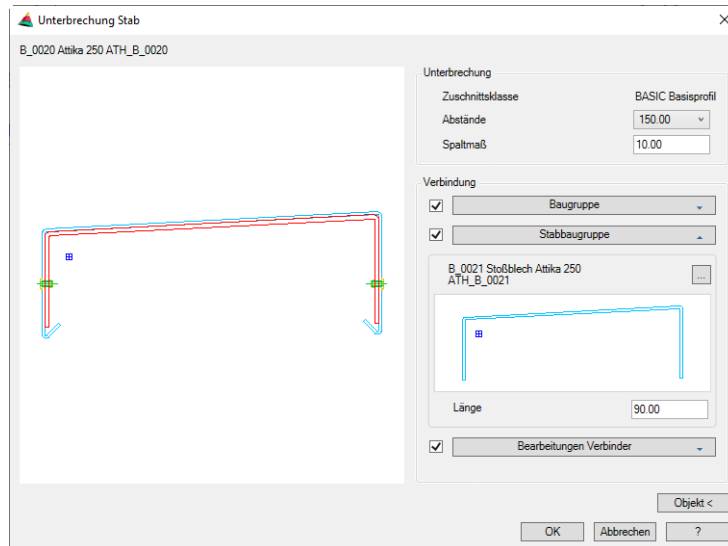 Unterbrechung Stab
B_0020 Attika 250 ATH_B_0020
Unterbrechung
Zuschnittsklasse BASIC Basisprofil
Abstände 150.00
Spaltmaß 10.00
Verbindung
Baugruppe
Stabbaugruppe
B_0021 Stoßblech Attika 250
ATH_B_0021
...
Länge 90.00
Bearbeitungen Verbinder
Objekt <
OK Abbrechen ?